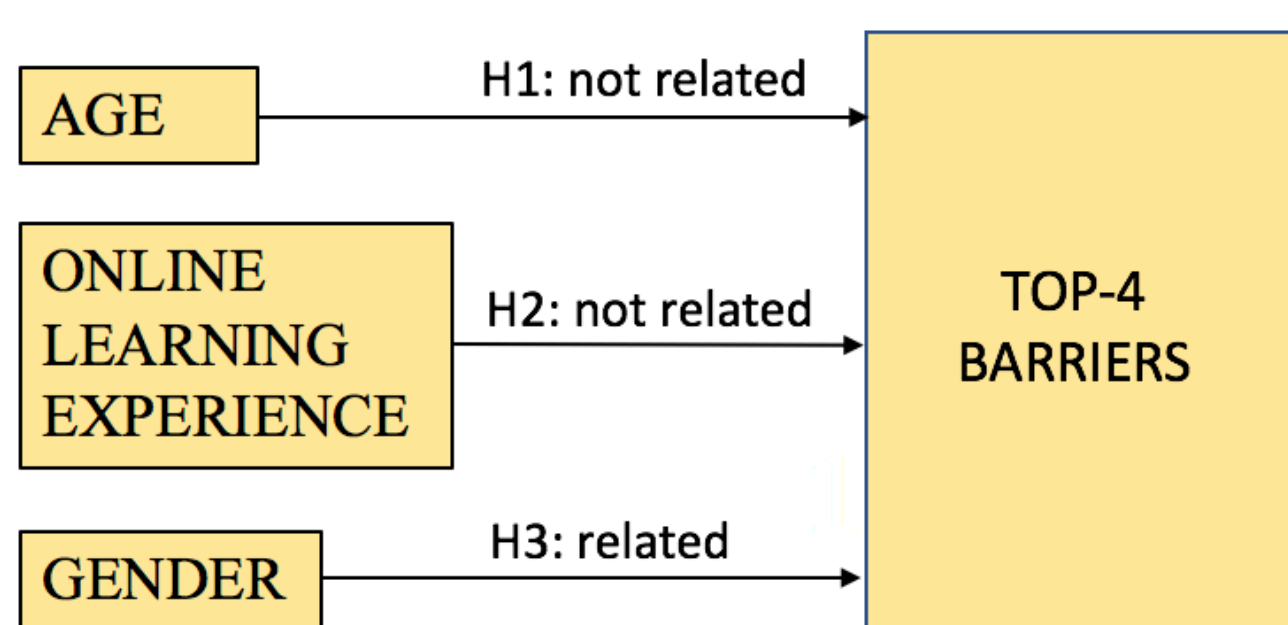 H1: not related
AGE
ONLINE
LEARNING
EXPERIENCE
H2: not related
TOP-4
BARRIERS
H3: related
GENDER